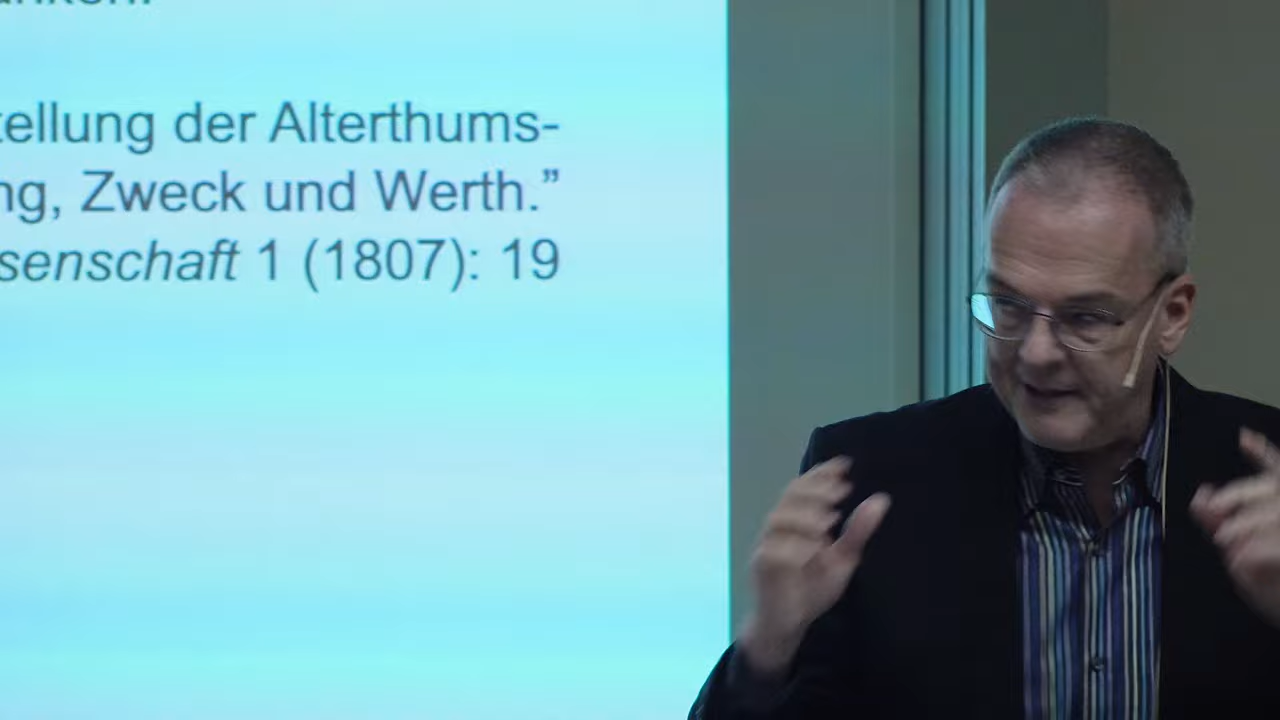 tellung der Alterthums-
ng, Zweck und Werth.”
senschaft 1 (1807): 19